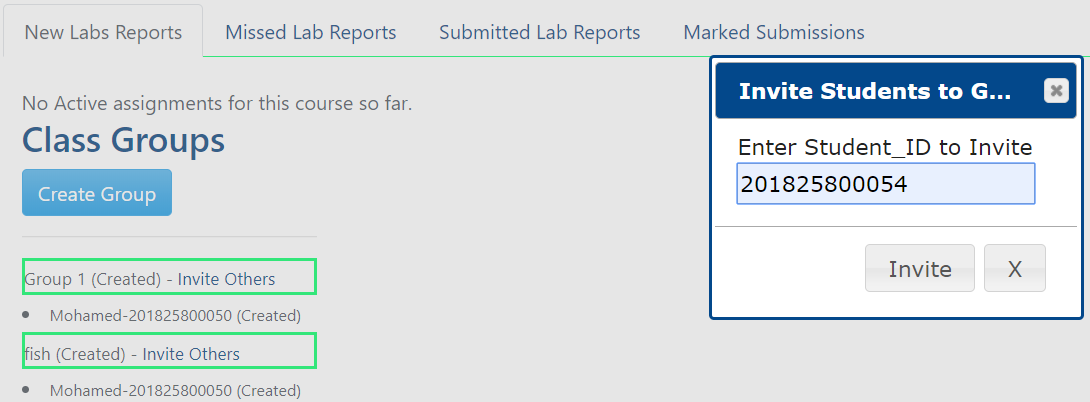 New Labs Reports
Missed Lab Reports
Submitted Lab Reports
Marked Submissions
No Active assignments for this course so far.
Class Groups
Create Group
Group 1 (Created) - Invite Others
Mohamed-201825800050 (Created)
fish (Created) - Invite Others
Mohamed-201825800050 (Created)
Invite Students to G...
Enter Student_ID to Invite
201825800054
Invite
X